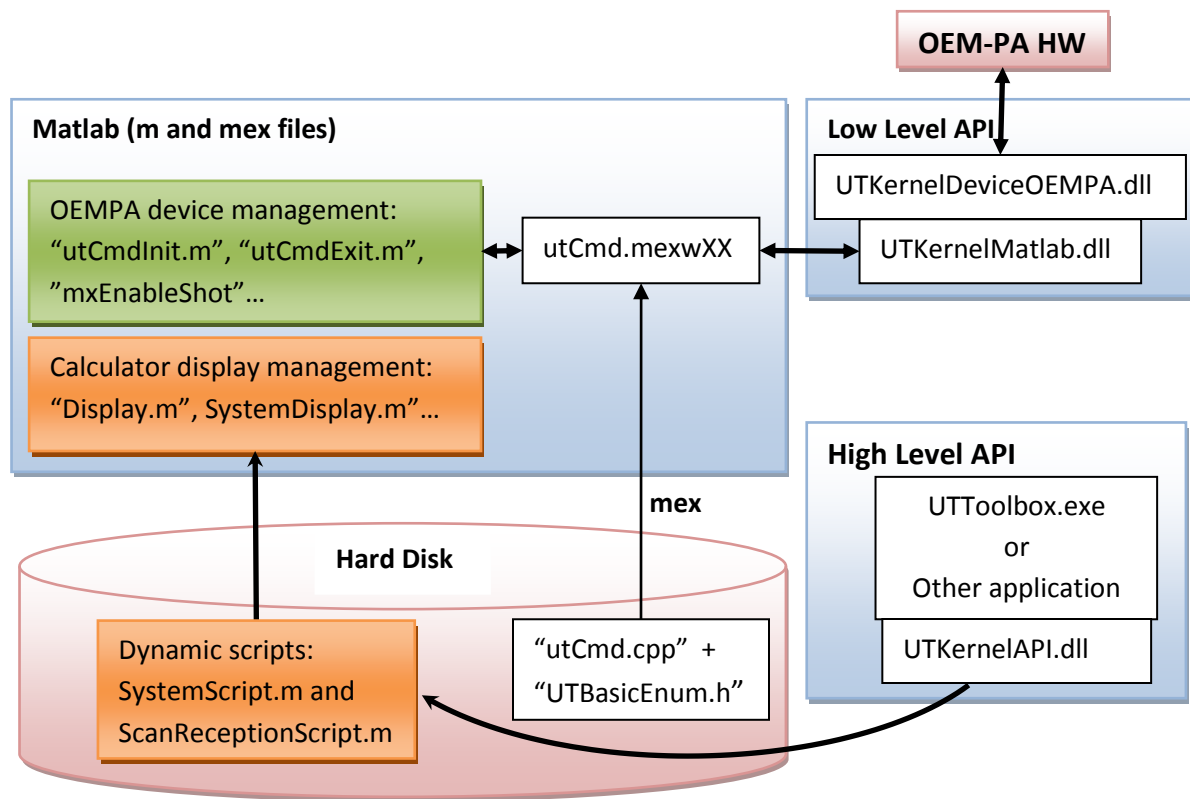 OEM-PA HW
Matlab (m and mex files)
OEMPA device management:
“utCmdInit.m”, “utCmdExit.m”,
”mxEnableShot”...
Calculator display management:
“Display.m”, SystemDisplay.m”...
utCmd.mexwXX
Low Level API
UTKernelDeviceOEMPA.dll
UTKernelMatlab.dll
High Level API
UTToolbox.exe
or
Other application
UTKernelAPI.dll
mex
Hard Disk
Dynamic scripts:
SystemScript.m and
ScanReceptionScript.m
“utCmd.cpp” +
“UTBasicEnum.h”